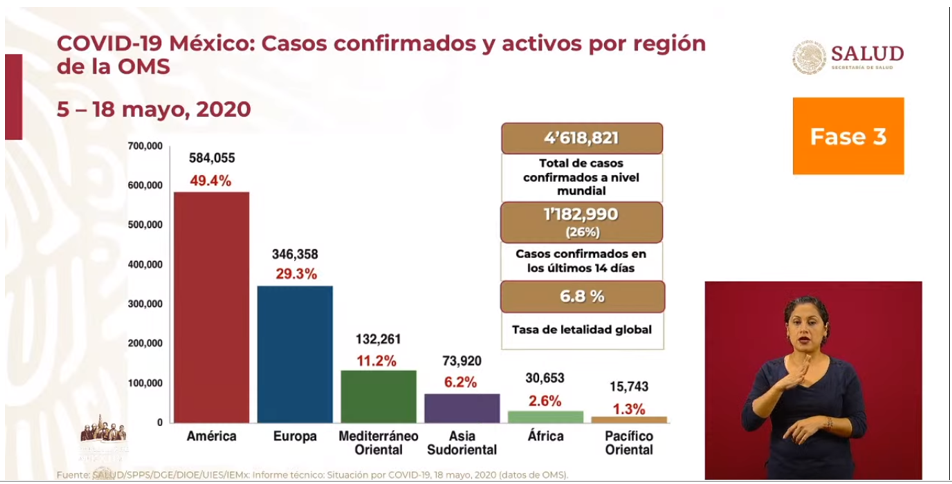 COVID-19 México: Casos confirmados y activos por región
de la OMS
5 – 18 mayo, 2020
SALUD
SECRETARÍA DE SALUD
Fase 3
4’618,821
Total de casos
confirmados a nivel
mundial
1’182,990
(26%)
Casos confirmados en
los últimos 14 días
6.8 %
Tasa de letalidad global
700,000
600,000
500,000
400,000
300,000
200,000
100,000
0
584,055
49.4%
346,358
29.3%
132,261
11.2%
73,920
6.2%
30,653
2.6%
15,743
1.3%
América
Europa
Mediterráneo
Oriental
Asia
Sudoriental
África
Pacífico
Oriental
Fuente: SALUD/SPPS/DGE/DIOE/UIES/IEMx: Informe técnico: Situación por COVID-19, 18 mayo, 2020 (datos de OMS).